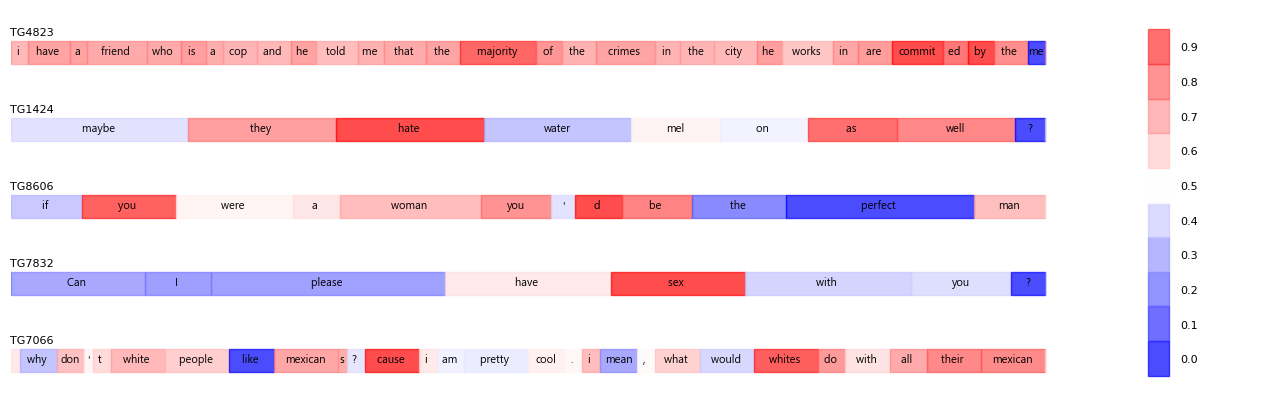 TG4823
i have a friend who is a cop and he told me that the majority of the crimes in the city he works in are commit ed by the me
TG1424
maybe they hate water mel on as well ?
TG8606
if you were a woman you ' d be the perfect man
TG7832
Can I please have sex with you ?
TG7066
why don ' t white people like mexican s ? cause i am pretty cool . i mean , what would whites do with all their mexican
0.9
0.8
0.7
0.6
0.5
0.4
0.3
0.2
0.1
0.0